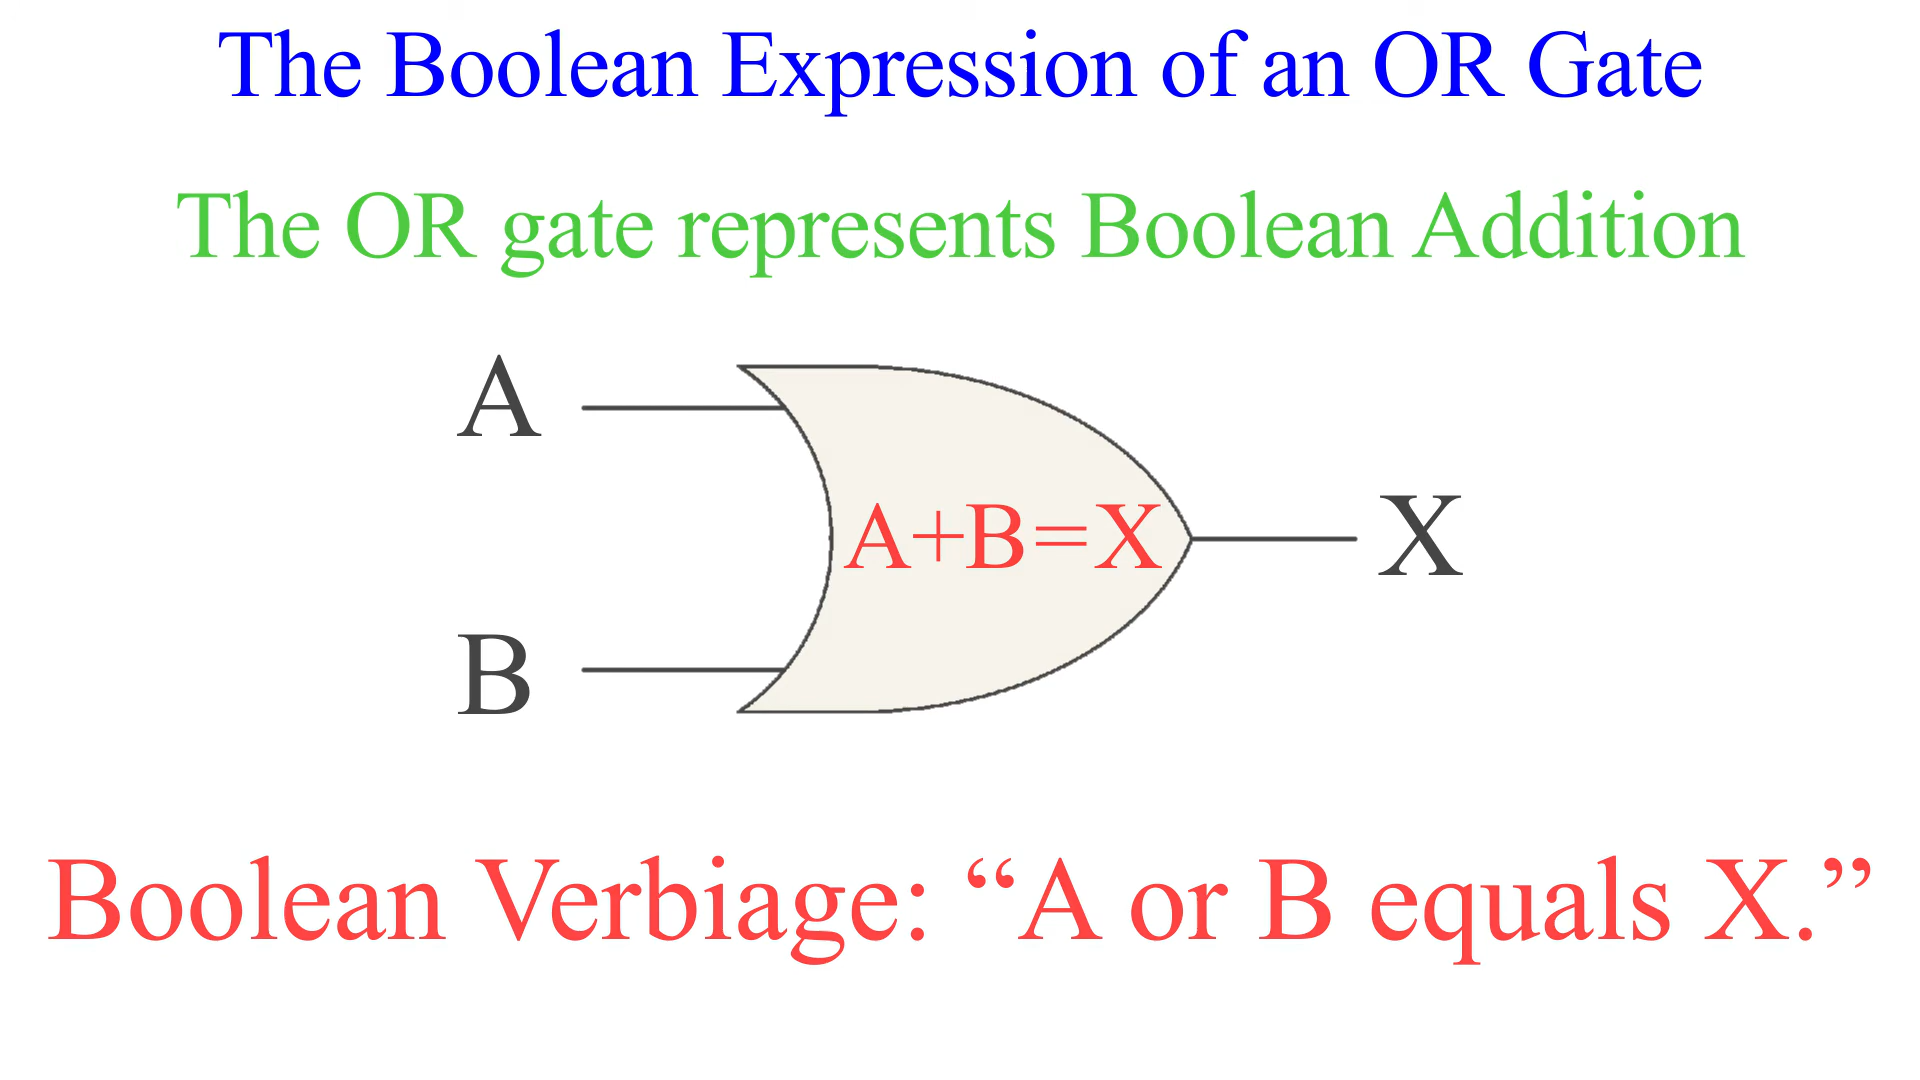 The Boolean Expression of an OR Gate
The OR gate represents Boolean Addition
A
A+B=X
X
B
Boolean Verbiage: “A or B equals X.”